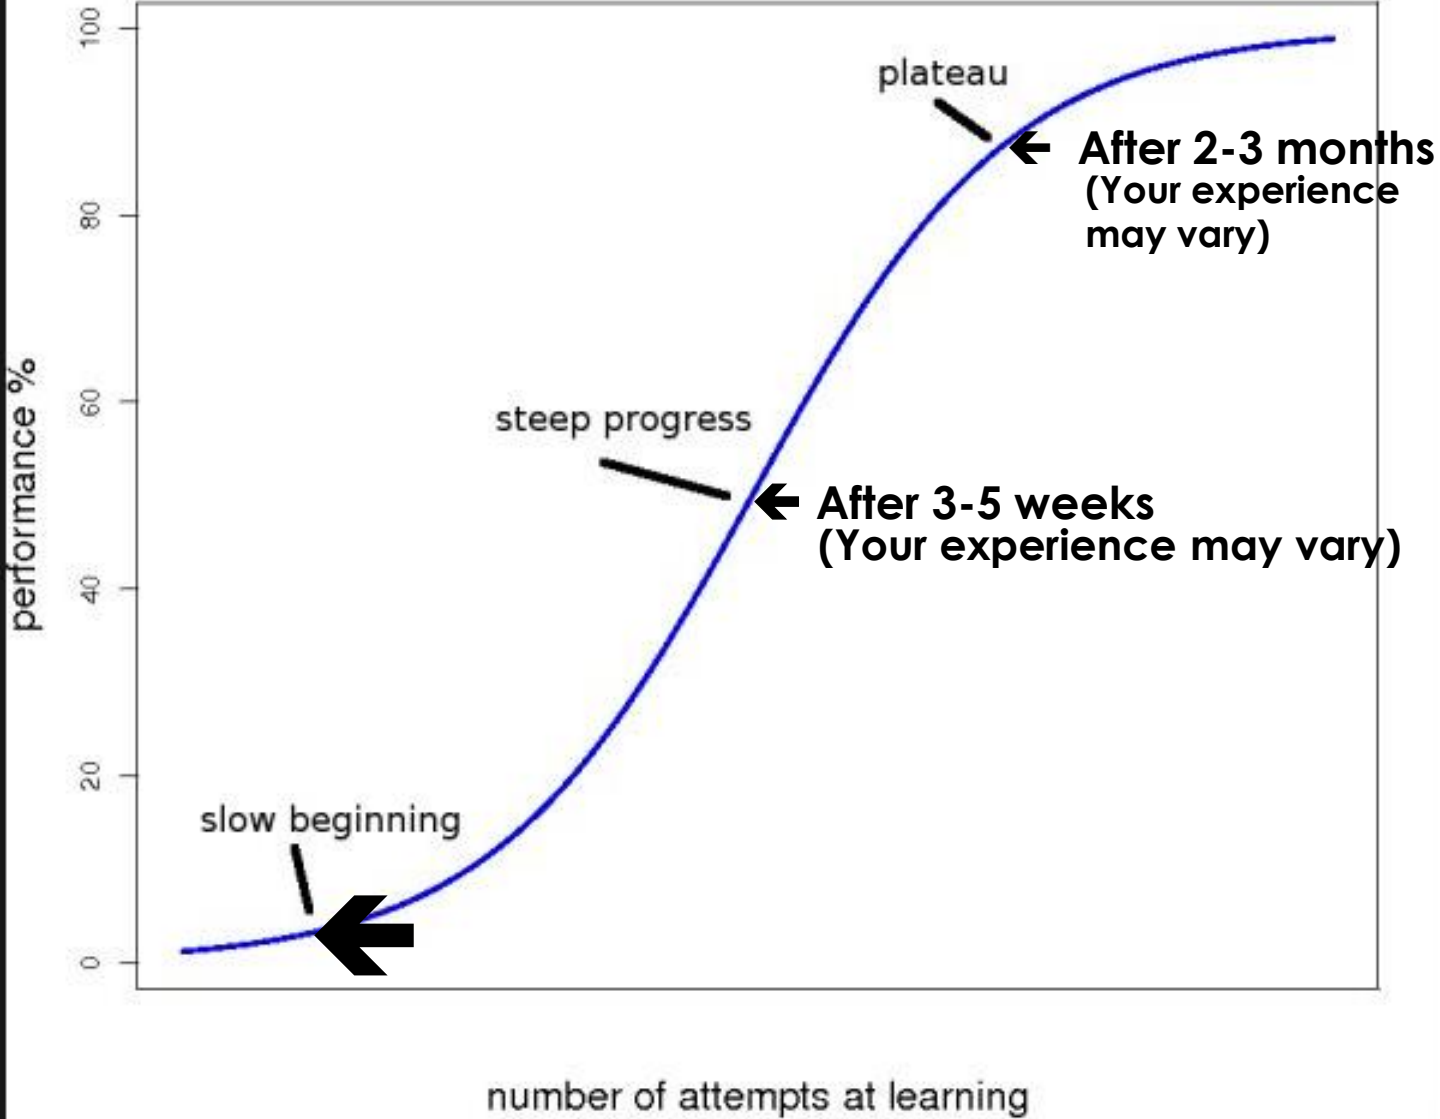 100
plateau
After 2-3 months
(Your experience
may vary)
80
performance %
60
steep progress
After 3-5 weeks
(Your experience may vary)
40
20
slow beginning
0
number of attempts at learning